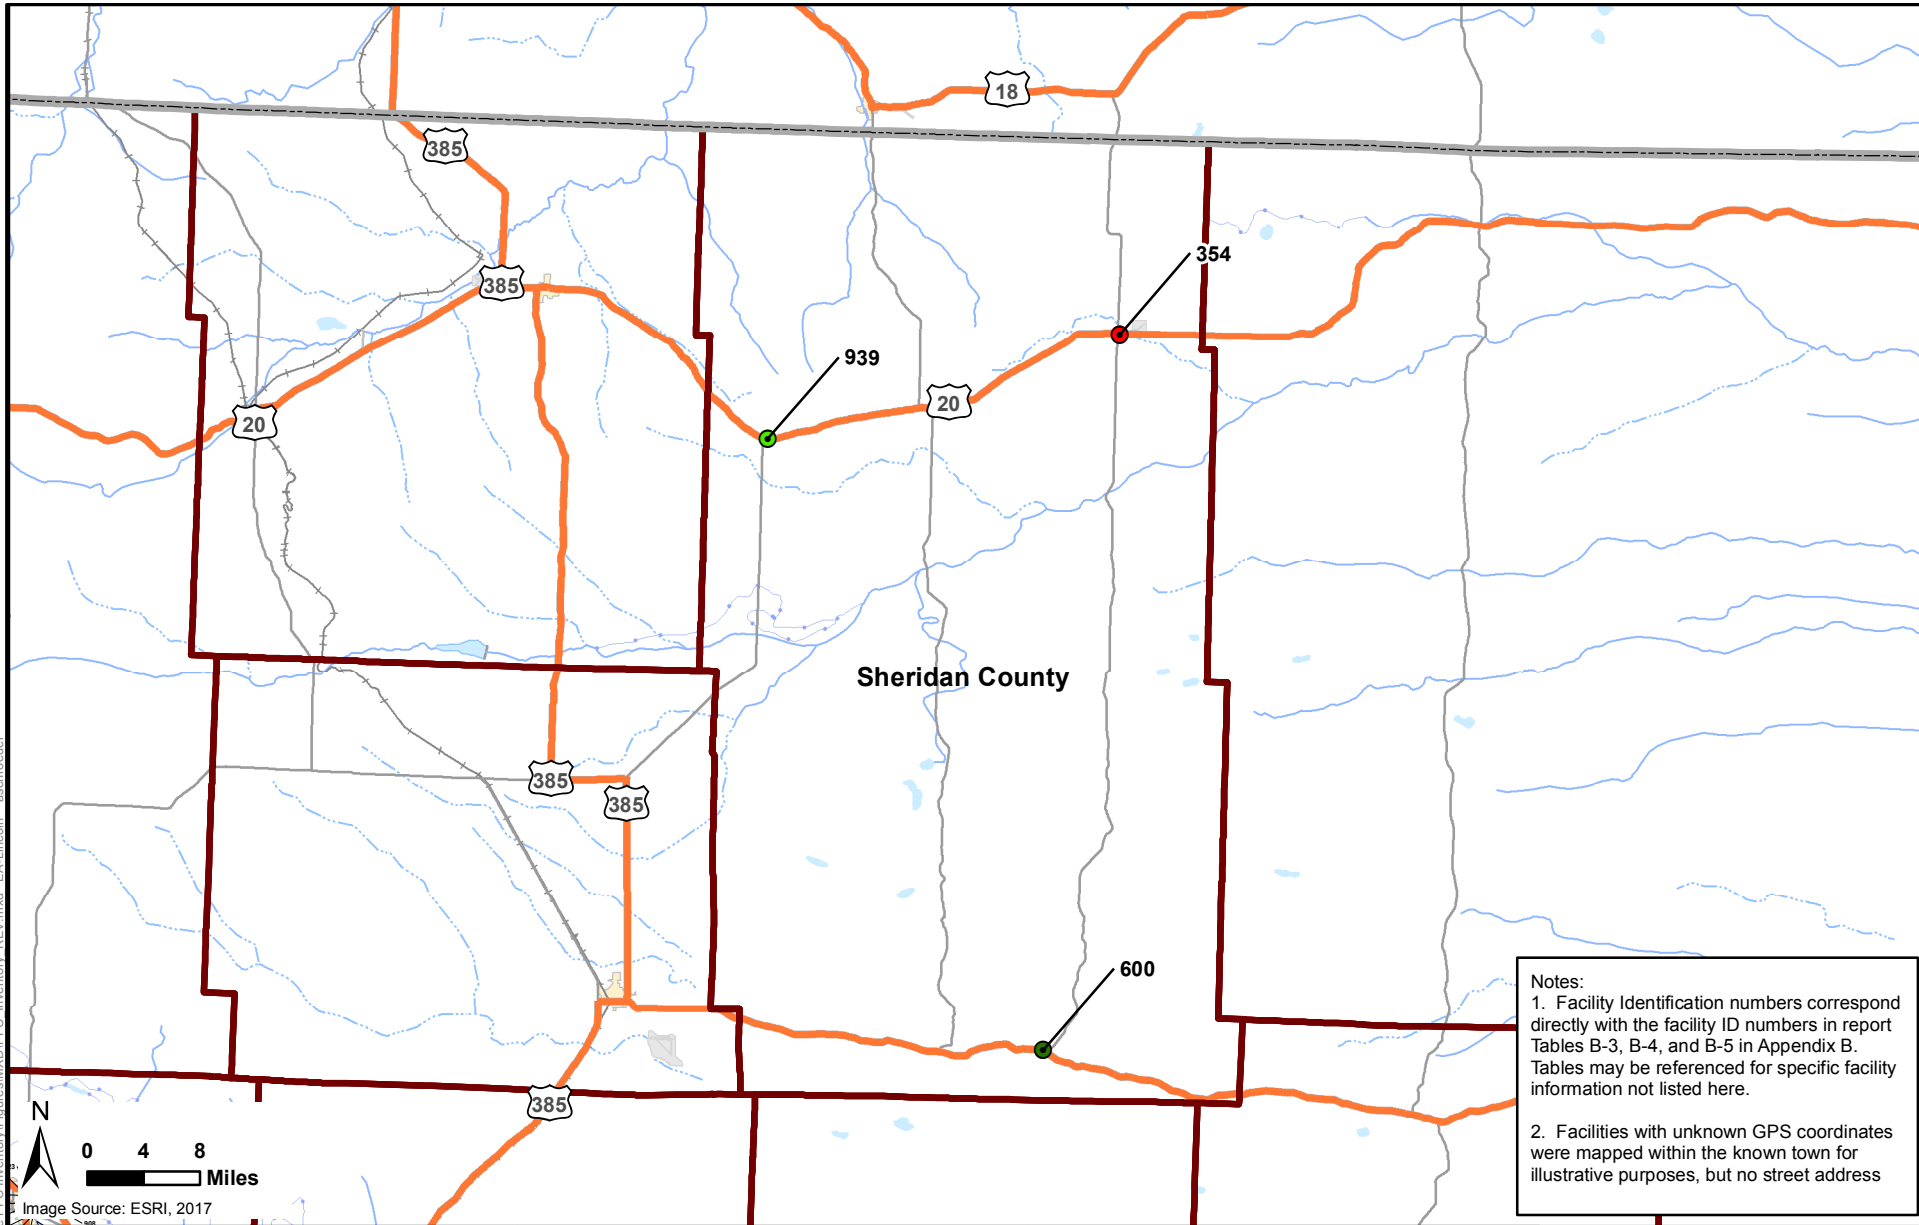 18
385
354
385
939
20
20
Sheridan County
385
385
600
385
Notes:
1. Facility Identification numbers correspond
directly with the facility ID numbers in report
Tables B-3, B-4, and B-5 in Appendix B.
Tables may be referenced for specific facility
information not listed here.
2. Facilities with unknown GPS coordinates
were mapped within the known town for
illustrative purposes, but no street address
N
0 4 8
Miles
Image Source: ESRI, 2017